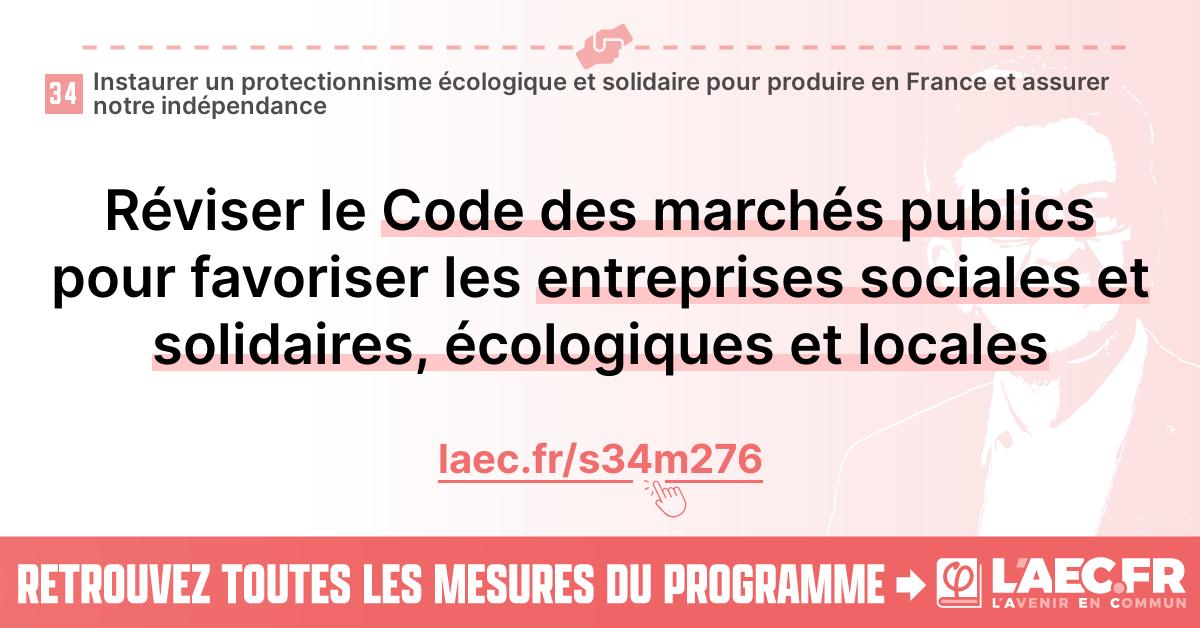 34
Instaurer un protectionnisme écologique et solidaire pour produire en France et assurer
notre indépendance
Réviser le Code des marchés publics
pour favoriser les entreprises sociales et
solidaires, écologiques et locales
laec.fr/s34m276
RETROUVEZ TOUTES LES MESURES DU PROGRAMME
L'AEC.FR
L'AVENIR EN COMMUN